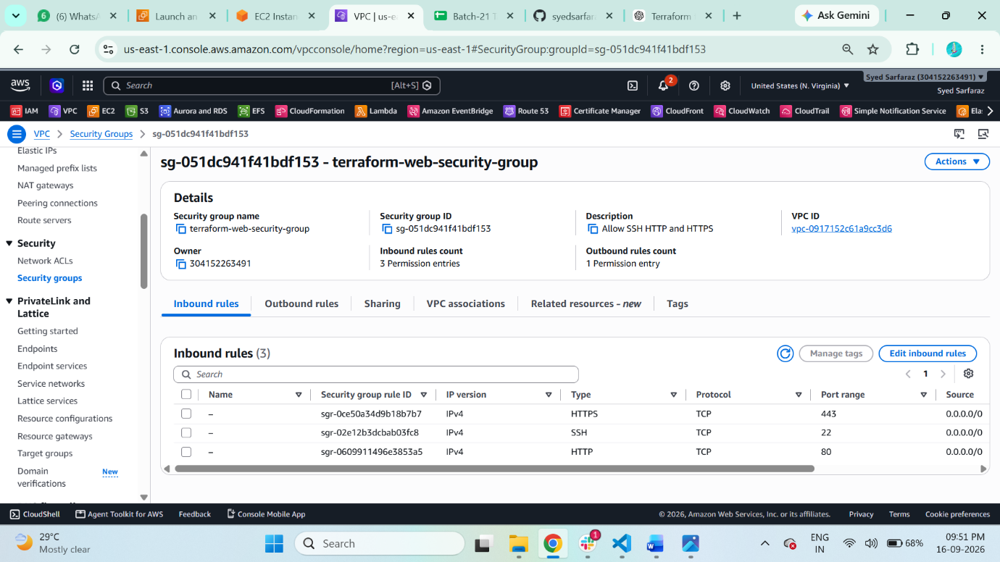 (6) WhatsA
Launch an
EC2 Instan
VPC | us-ea
Batch-21 T
syedsarfara
Terraform
Ask Gemini
us-east-1.console.aws.amazon.com/vpcconsole/home?region=us-east-1#SecurityGroup:groupId=sg-051dc941f41bdf153
aws
Search
[Alt+S]
2
United States (N. Virginia)
Syed Sarfaraz (304152263491)
Syed Sarfaraz
IAM
VPC
EC2
S3
Aurora and RDS
EFS
CloudFormation
Lambda
Amazon EventBridge
Route 53
Certificate Manager
CloudFront
CloudWatch
CloudTrail
Simple Notification Service
Elas
VPC
Security Groups
sg-051dc941f41bdf153
Elastic IPs
Managed prefix lists
NAT gateways
Peering connections
Route servers
Security
Network ACLs
Security groups
PrivateLink and
Lattice
Getting started
Endpoints
Endpoint services
Service networks
Lattice services
Resource configurations
Resource gateways
Target groups
Domain
verifications
New
sg-051dc941f41bdf153 - terraform-web-security-group
Actions
Details
Security group name
terraform-web-security-group
Security group ID
sg-051dc941f41bdf153
Description
Allow SSH HTTP and HTTPS
VPC ID
vpc-0917152c61a9cc3d6
Owner
304152263491
Inbound rules count
3 Permission entries
Outbound rules count
1 Permission entry
Inbound rules
Outbound rules
Sharing
VPC associations
Related resources - new
Tags
Inbound rules (3)
Manage tags
Edit inbound rules
Search
1
Name
Security group rule ID
IP version
Type
Protocol
Port range
Source
– sgr-0ce50a34d9b18b7b7 IPv4 HTTPS TCP 443 0.0.0.0/0
– sgr-02e12b3dcbab03fc8 IPv4 SSH TCP 22 0.0.0.0/0
– sgr-0609911496e3853a5 IPv4 HTTP TCP 80 0.0.0.0/0
CloudShell
Agent Toolkit for AWS
Feedback
Console Mobile App
© 2026, Amazon Web Services, Inc. or its affiliates.
Privacy
Terms
Cookie preferences
29°C
Mostly clear
Search
1
ENG
IN
68%
09:51 PM
16-09-2026